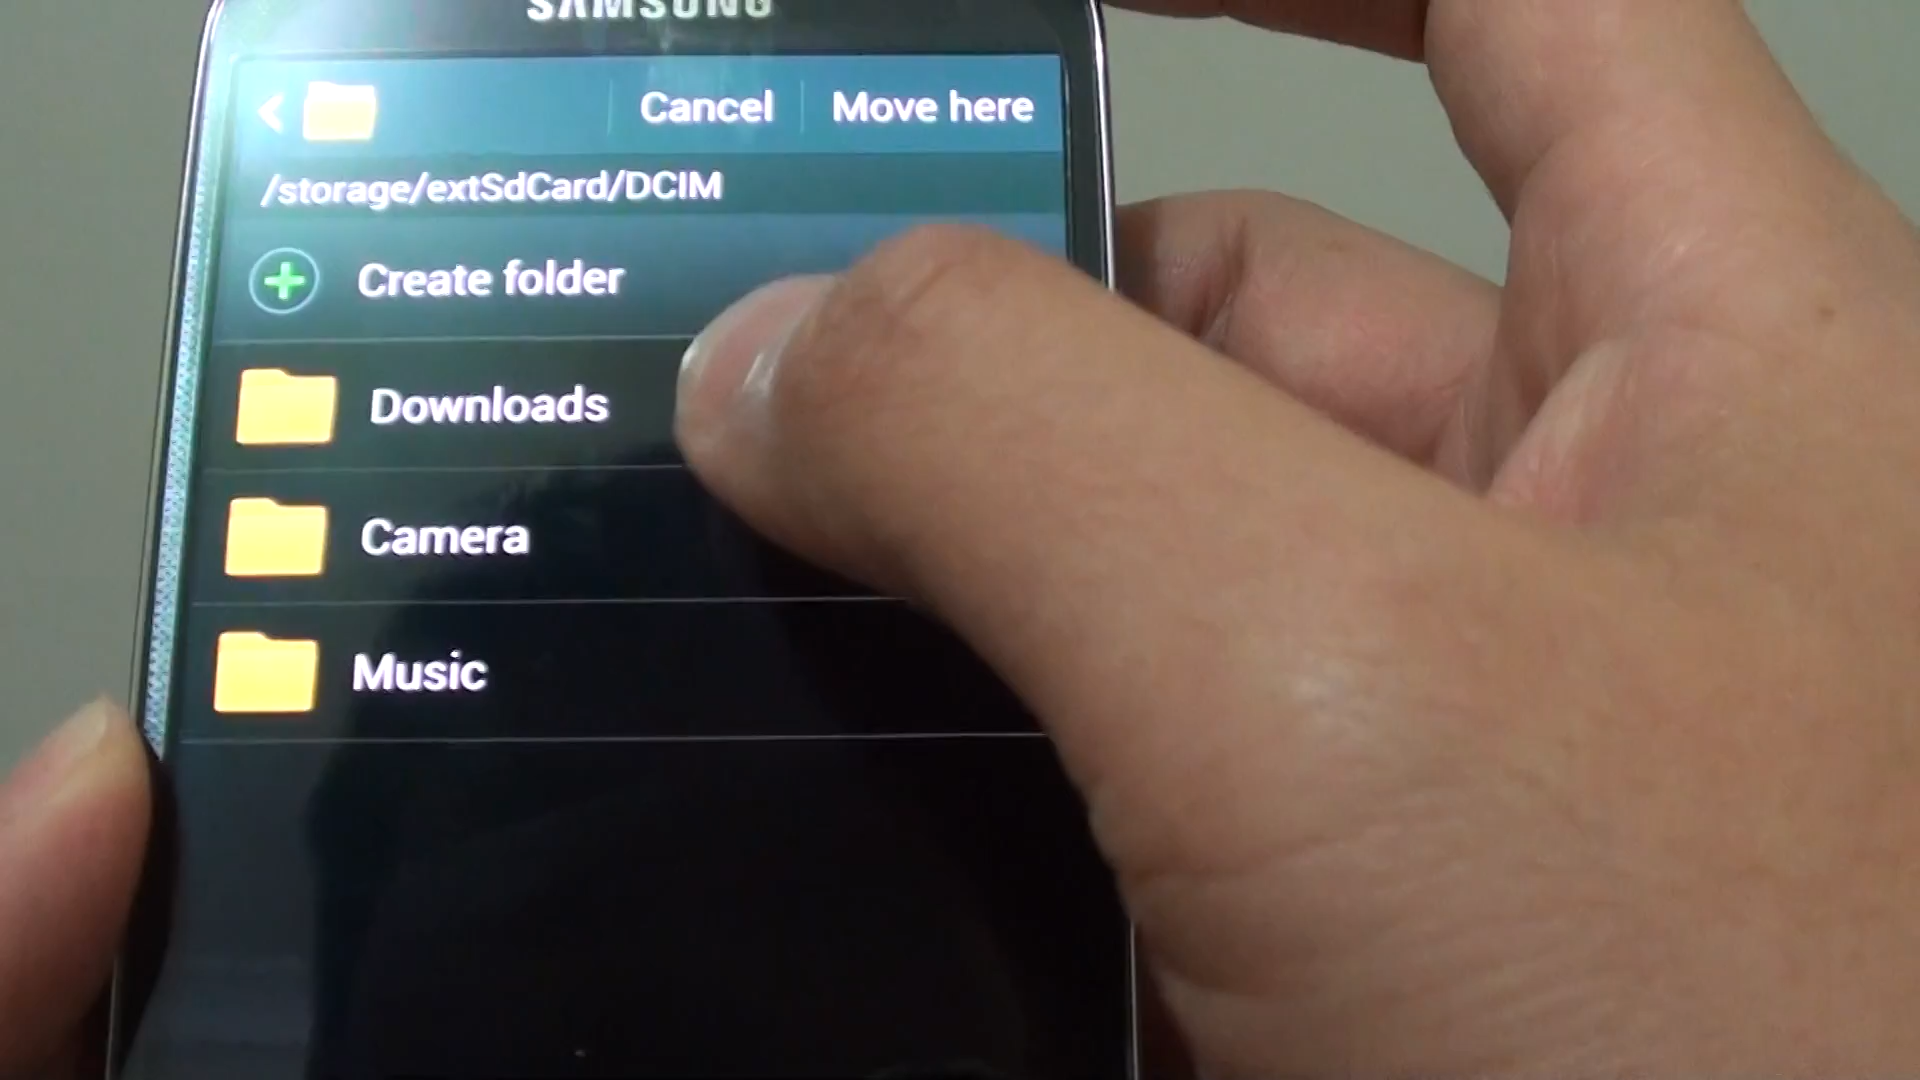 SAMSUNG
Cancel Move here
/storage/extSdCard/DCIM
Create folder
Downloads
Camera
Music